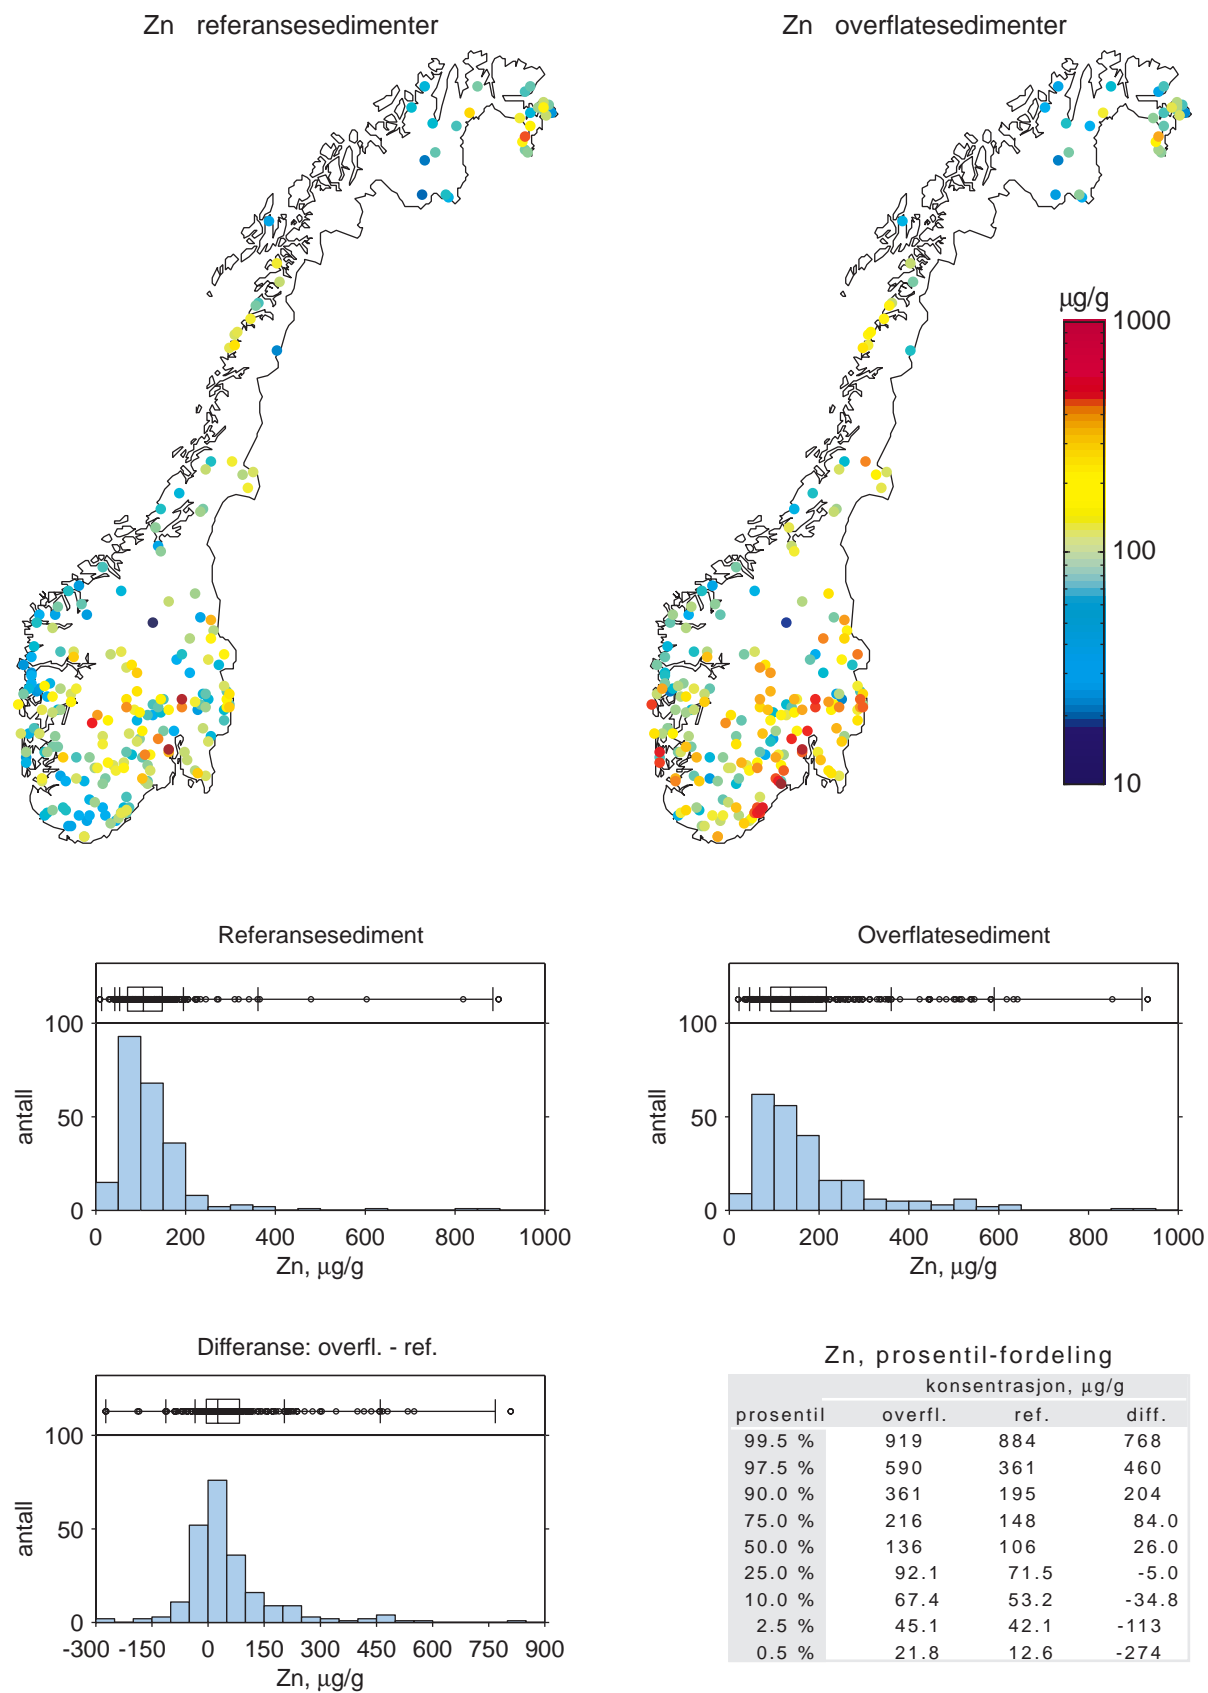 Zn referansesedimenter
Zn overflatesedimenter
µg/g
1000
100
10
Referansesediment
100
50
0
antall
0 200 400 600 800 1000
Zn, µg/g
Overflatesediment
100
50
0
antall
0 200 400 600 800 1000
Zn, µg/g
Differanse: overfl. - ref.
100
50
0
antall
-300 -150 0 150 300 450 600 750 900
Zn, µg/g
Zn, prosentil-fordeling
konsentrasjon, µg/g
prosentil overfl. ref. diff.
99.5 % 919 884 768
97.5 % 590 361 460
90.0 % 361 195 204
75.0 % 216 148 84.0
50.0 % 136 106 26.0
25.0 % 92.1 71.5 -5.0
10.0 % 67.4 53.2 -34.8
2.5 % 45.1 42.1 -113
0.5 % 21.8 12.6 -274